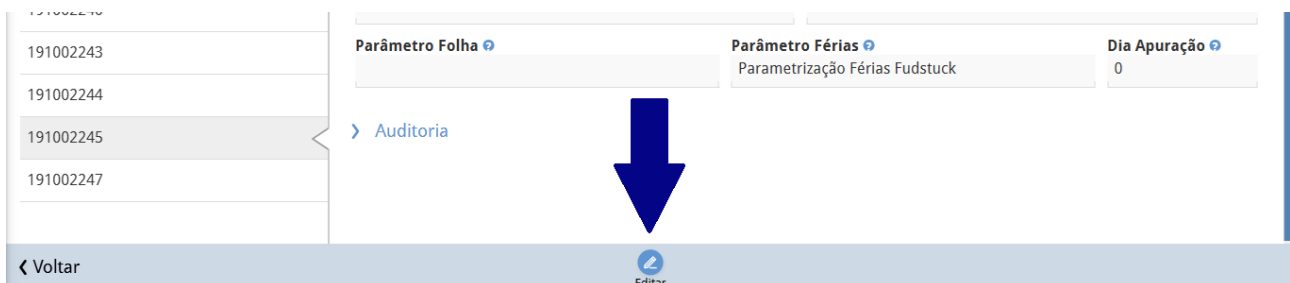 191002243
191002244
191002245
191002247
Parâmetro Folha
Parâmetro Férias
Dia Apuração
Parametrização Férias Fudstuck
0
Auditoria
Voltar
Editar